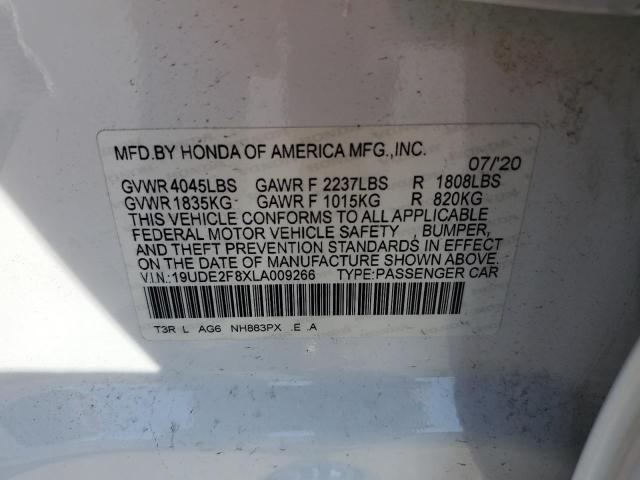 MFD.BY HONDA OF AMERICA MFG.,INC. 07/'20
GVWR 4045LBS GAWR F 2237LBS R 1808LBS
GVWR 1835KG GAWR F 1015KG R 820KG
THIS VEHICLE CONFORMS TO ALL APPLICABLE
FEDERAL MOTOR VEHICLE SAFETY , BUMPER,
AND THEFT PREVENTION STANDARDS IN EFFECT
ON THE DATE OF MANUFACTURE SHOWN ABOVE.
V.I.N.:19UDE2F8XLA009266 TYPE:PASSENGER CAR
T3R L AG6 NH883PX .E .A